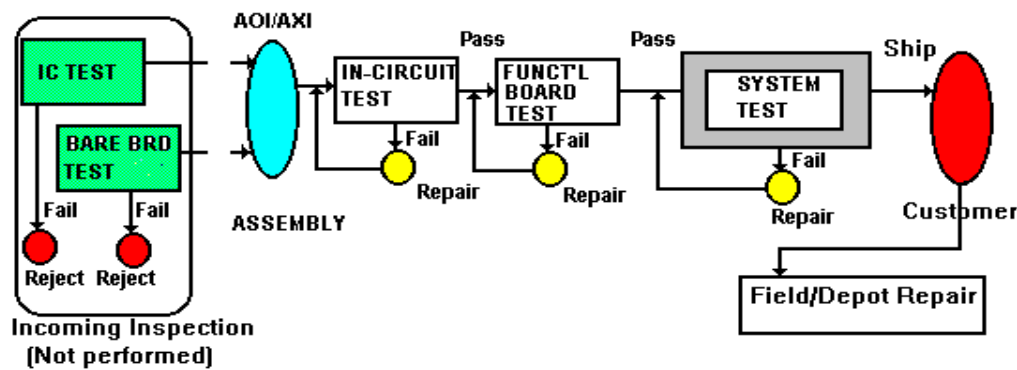 AOI/AXI
IC TEST
BARE BRD
TEST
Fail
Fail
Reject
Reject
Incoming Inspection
(Not performed)
ASSEMBLY
IN-CIRCUIT
TEST
Fail
Repair
Pass
FUNCT'L
BOARD
TEST
Fail
Repair
Pass
SYSTEM
TEST
Fail
Repair
Ship
Customer
Field/Depot Repair